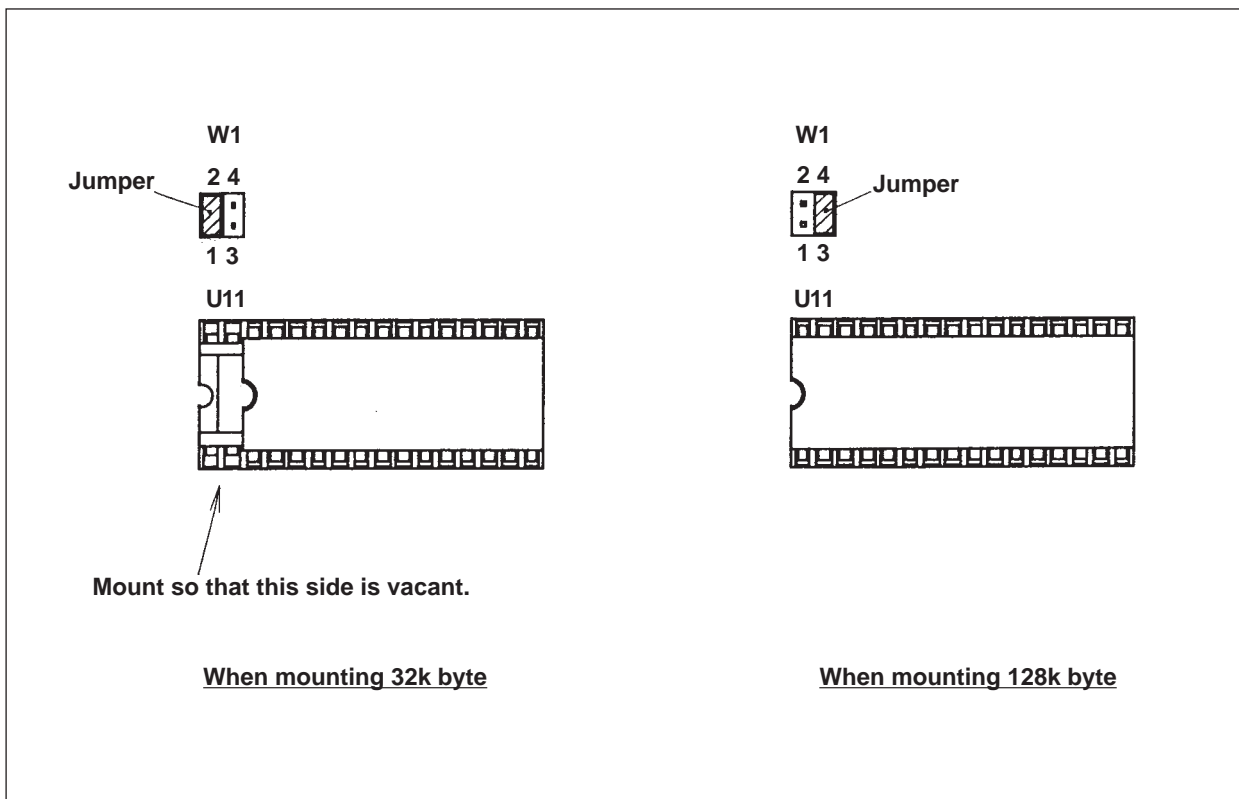 W1
Jumper
2 4
1 3
U11
Mount so that this side is vacant.
When mounting 32k byte
W1
2 4
Jumper
1 3
U11
When mounting 128k byte